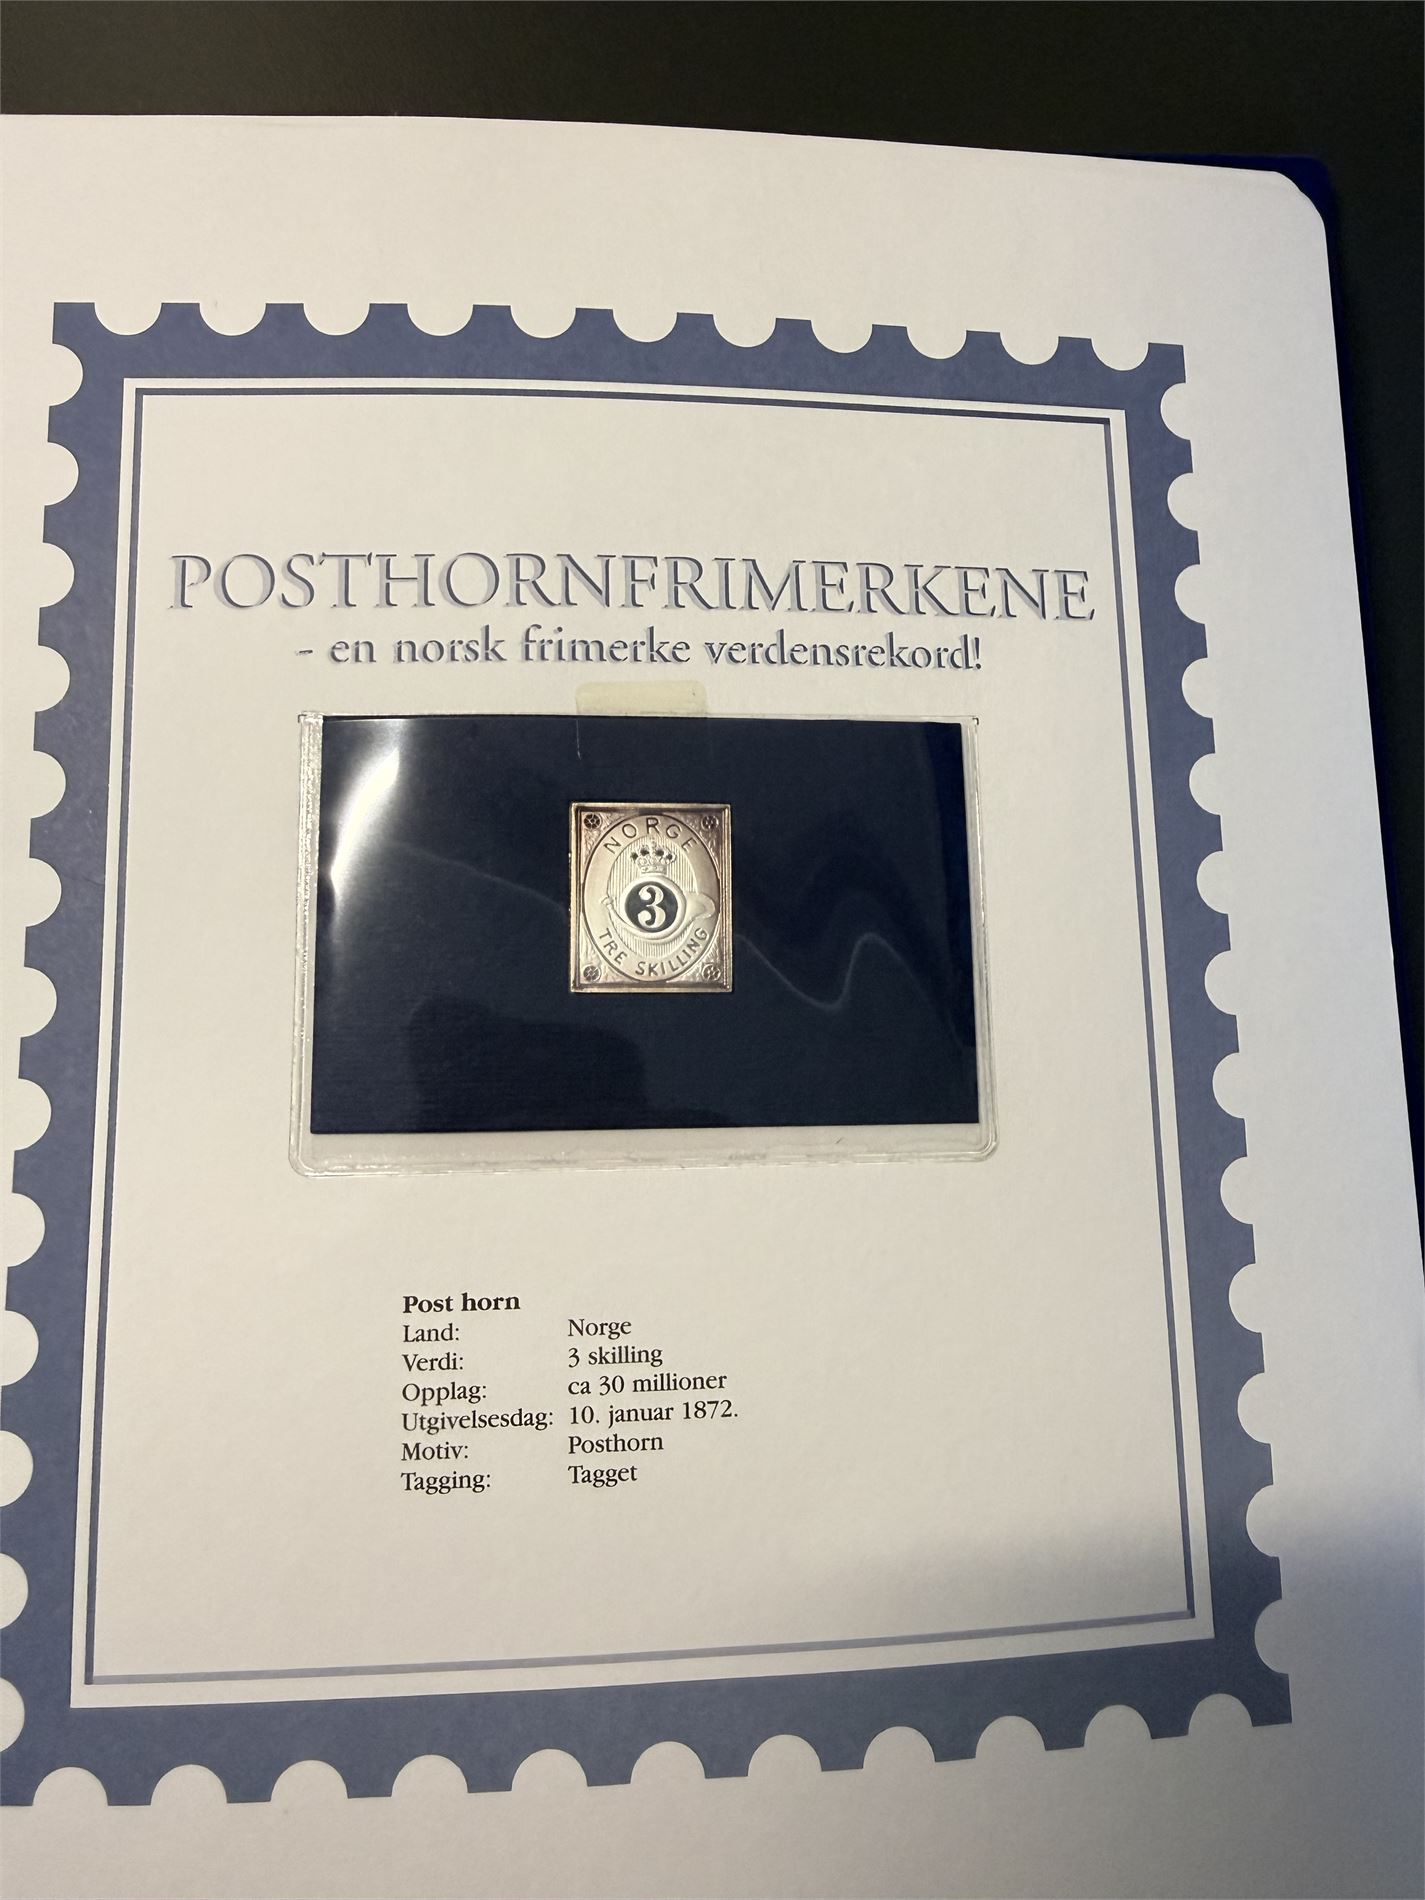 POSTHORNFRIMERKENE
- en norsk frimerke verdensrekord!
NORGE
3
TRE SKILLING
Post horn
Land: Norge
Verdi: 3 skilling
Opplag: ca 30 millioner
Utgivelsesdag: 10. januar 1872.
Motiv: Posthorn
Tagging: Tagget